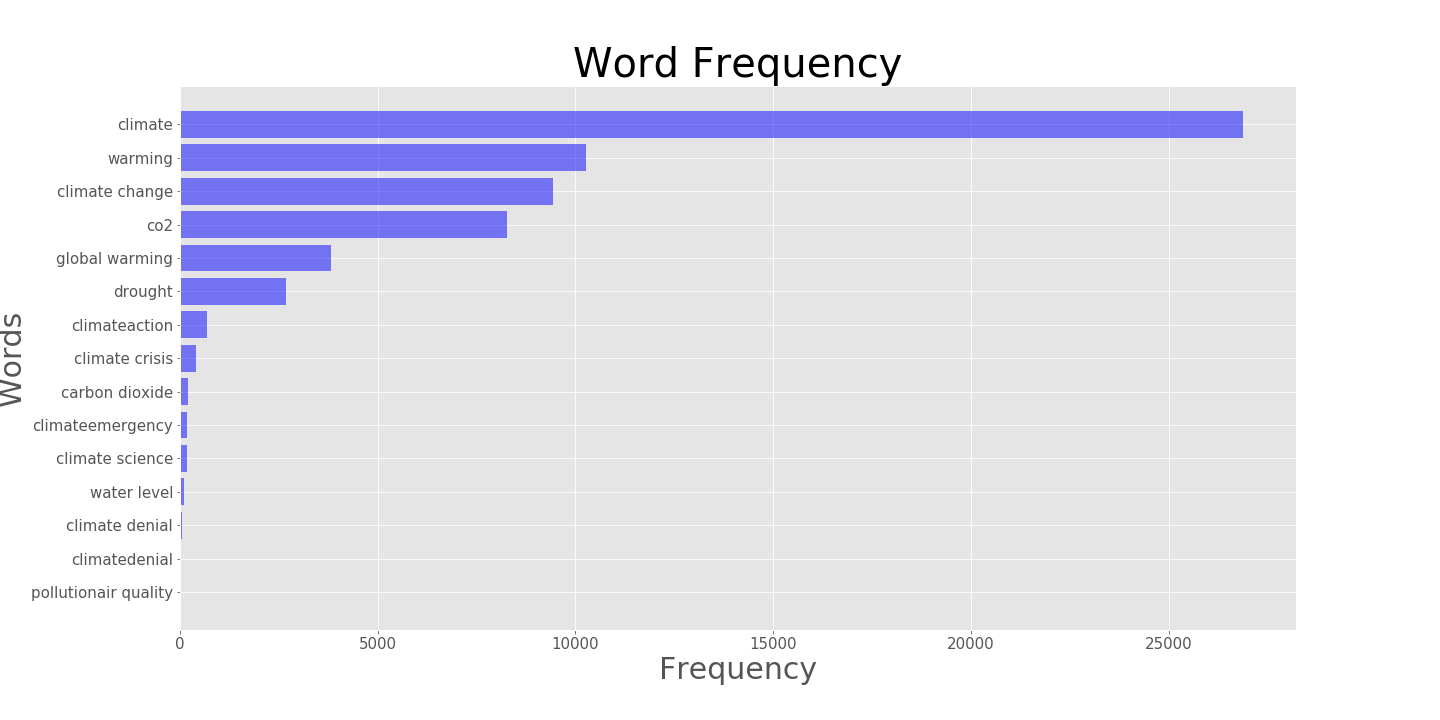 Word Frequency
climate
warming
climate change
co2
global warming
drought
climateaction
climate crisis
carbon dioxide
climateemergency
climate science
water level
climate denial
climatedenial
pollutionair quality
Words
0 5000 10000 15000 20000 25000
Frequency